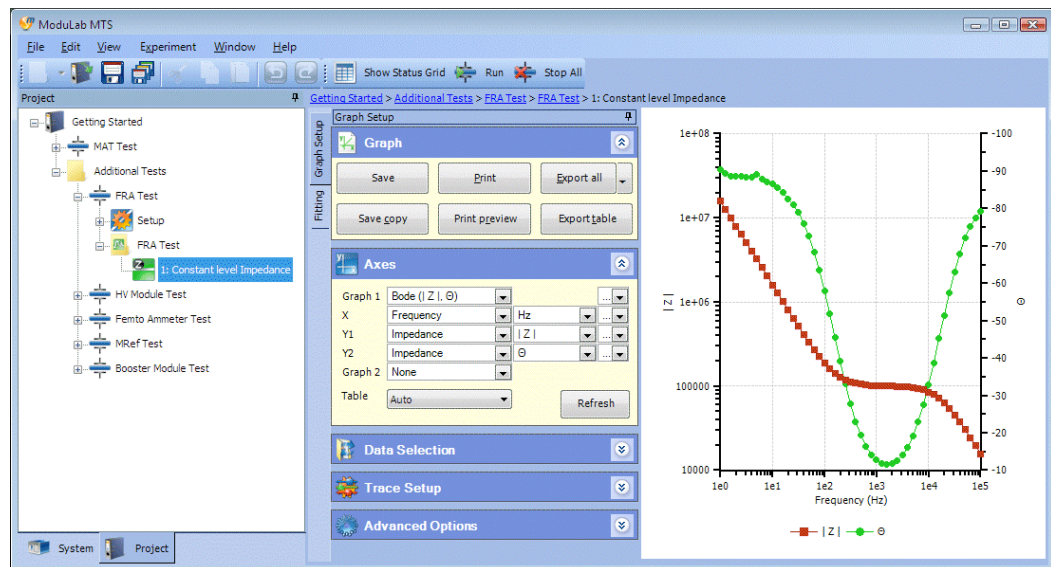 ModuLab MTS
File Edit View Experiment Window Help
Show Status Grid Run Stop All
Project
Getting Started > Additional Tests > FRA Test > FRA Test > 1: Constant level Impedance
Getting Started
MAT Test
Additional Tests
FRA Test
Setup
FRA Test
1: Constant level Impedance
HV Module Test
Femto Ammeter Test
MRef Test
Booster Module Test
System Project
Graph Setup
Fitting
Graph Setup
Graph
Save Print Export all
Save copy Print preview Export table
Axes
Graph 1 Bode (| Z |, Θ) ...
X Frequency Hz ...
Y1 Impedance | Z | ...
Y2 Impedance Θ ...
Graph 2 None
Table Auto Refresh
Data Selection
Trace Setup
Advanced Options
1e+08
1e+07
1e+06
100000
10000
| Z |
-100
-90
-80
-70
-60
-50
-40
-30
-20
-10
Θ
1e0 1e1 1e2 1e3 1e4 1e5
Frequency (Hz)
| Z | Θ